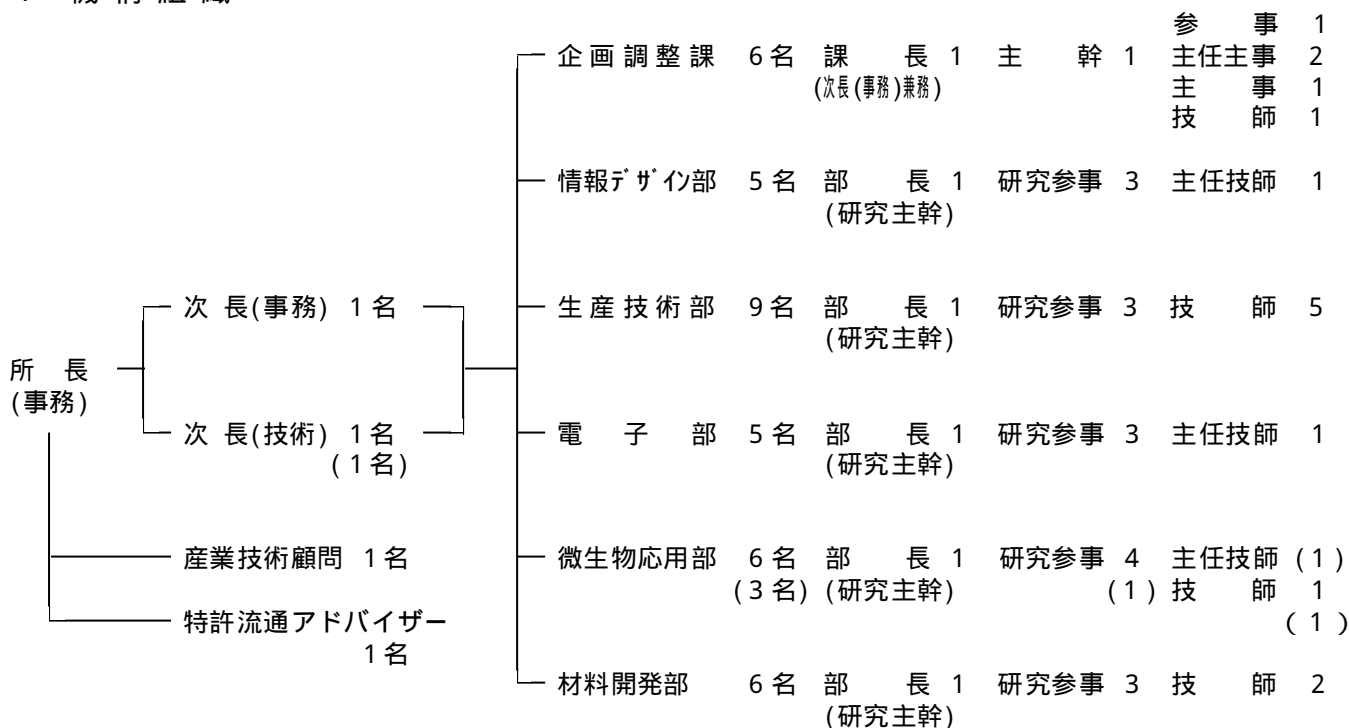 機 構 組 織
参　　事 1
企画調整課 6名 課　　長 1 主　　幹 1 主任主事 2
(次長(事務)兼務) 主　　事 1
技　　師 1
情報デザイン部 5名 部　　長 1 研究参事 3 主任技師 1
(研究主幹)
次 長(事務) 1名 生産技術部 9名 部　　長 1 研究参事 3 技　　師 5
(研究主幹)
所　長
(事務)
次 長(技術) 1名 電　子　部 5名 部　　長 1 研究参事 3 主任技師 1
(1名) (研究主幹)
産業技術顧問 1名 微生物応用部 6名 部　　長 1 研究参事 4 主任技師 (1)
(3名) (研究主幹) (1) 技　　師 1
特許流通アドバイザー (1)
1名
材料開発部 6名 部　　長 1 研究参事 3 技　　師 2
(研究主幹)